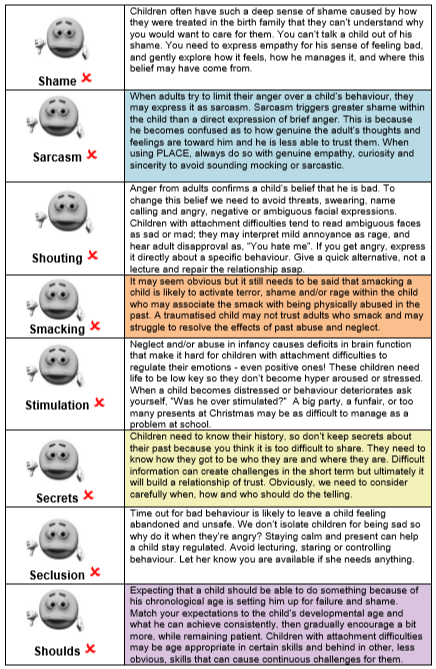 Children often have such a deep sense of shame caused by how
they were treated in the birth family that they can't understand why
you would want to care for them. You can't talk a child out of his
shame. You need to express empathy for his sense of feeling bad,
and gently explore how it feels, how he manages it, and where this
belief may have come from.
Shame
When adults try to limit their anger over a child's behaviour, they
may express it as sarcasm. Sarcasm triggers greater shame within
the child than a direct expression of brief anger. This is because
he becomes confused as to how genuine the adult's thoughts and
feelings are toward him and he is less able to trust them. When
using PLACE, always do so with genuine empathy, curiosity and
sincerity to avoid sounding mocking or sarcastic.
Sarcasm
Anger from adults confirms a child's belief that he is bad. To
change this belief we need to avoid threats, swearing, name
calling and angry, negative or ambiguous facial expressions.
Children with attachment difficulties tend to read ambiguous faces
as sad or mad; they may interpret mild annoyance as rage, and
hear adult disapproval as, "You hate me". If you get angry, express
it directly about a specific behaviour. Give a quick alternative, not
a lecture and repair the relationship asap.
Shouting
It may seem obvious but it still needs to be said that smacking a
child is likely to activate terror, shame and/or rage within the child
who may associate the smack with being physically abused in the
past. A traumatised child may not trust adults who smack and may
struggle to resolve the effects of past abuse and neglect.
Smacking
Neglect and/or abuse in infancy causes deficits in brain function
that make it hard for children with attachment difficulties to
regulate their emotions - even positive ones! These children need
life to be low key so they don't become hyper aroused or stressed.
When a child becomes distressed or behaviour deteriorates ask
yourself, "Was he over stimulated?" A big party, a funfair, or too
many presents at Christmas may be as difficult to manage as a
problem at school.
Stimulation
Children need to know their history, so don't keep secrets about
their past because you think it is too difficult to share. They need to
know how they got to be who they are and where they are. Difficult
information can create challenges in the short term but ultimately it
will build a relationship of trust. Obviously, we need to consider
carefully when, how and who should do the telling.
Secrets
Time out for bad behaviour is likely to leave a child feeling
abandoned and unsafe. We don't isolate children for being sad so
why do it when they're angry? Staying calm and present can help
a child stay regulated. Avoid lecturing, staring or controlling
behaviour. Let her know you are available if she needs anything.
Seclusion
Expecting that a child should be able to do something because of
his chronological age is setting him up for failure and shame.
Match your expectations to the child's developmental age and
what he can achieve consistently, then gradually encourage a bit
more, while remaining patient. Children with attachment difficulties
may be age appropriate in certain skills and behind in other, less
obvious, skills that can cause continuous challenges for them.
Shoulds